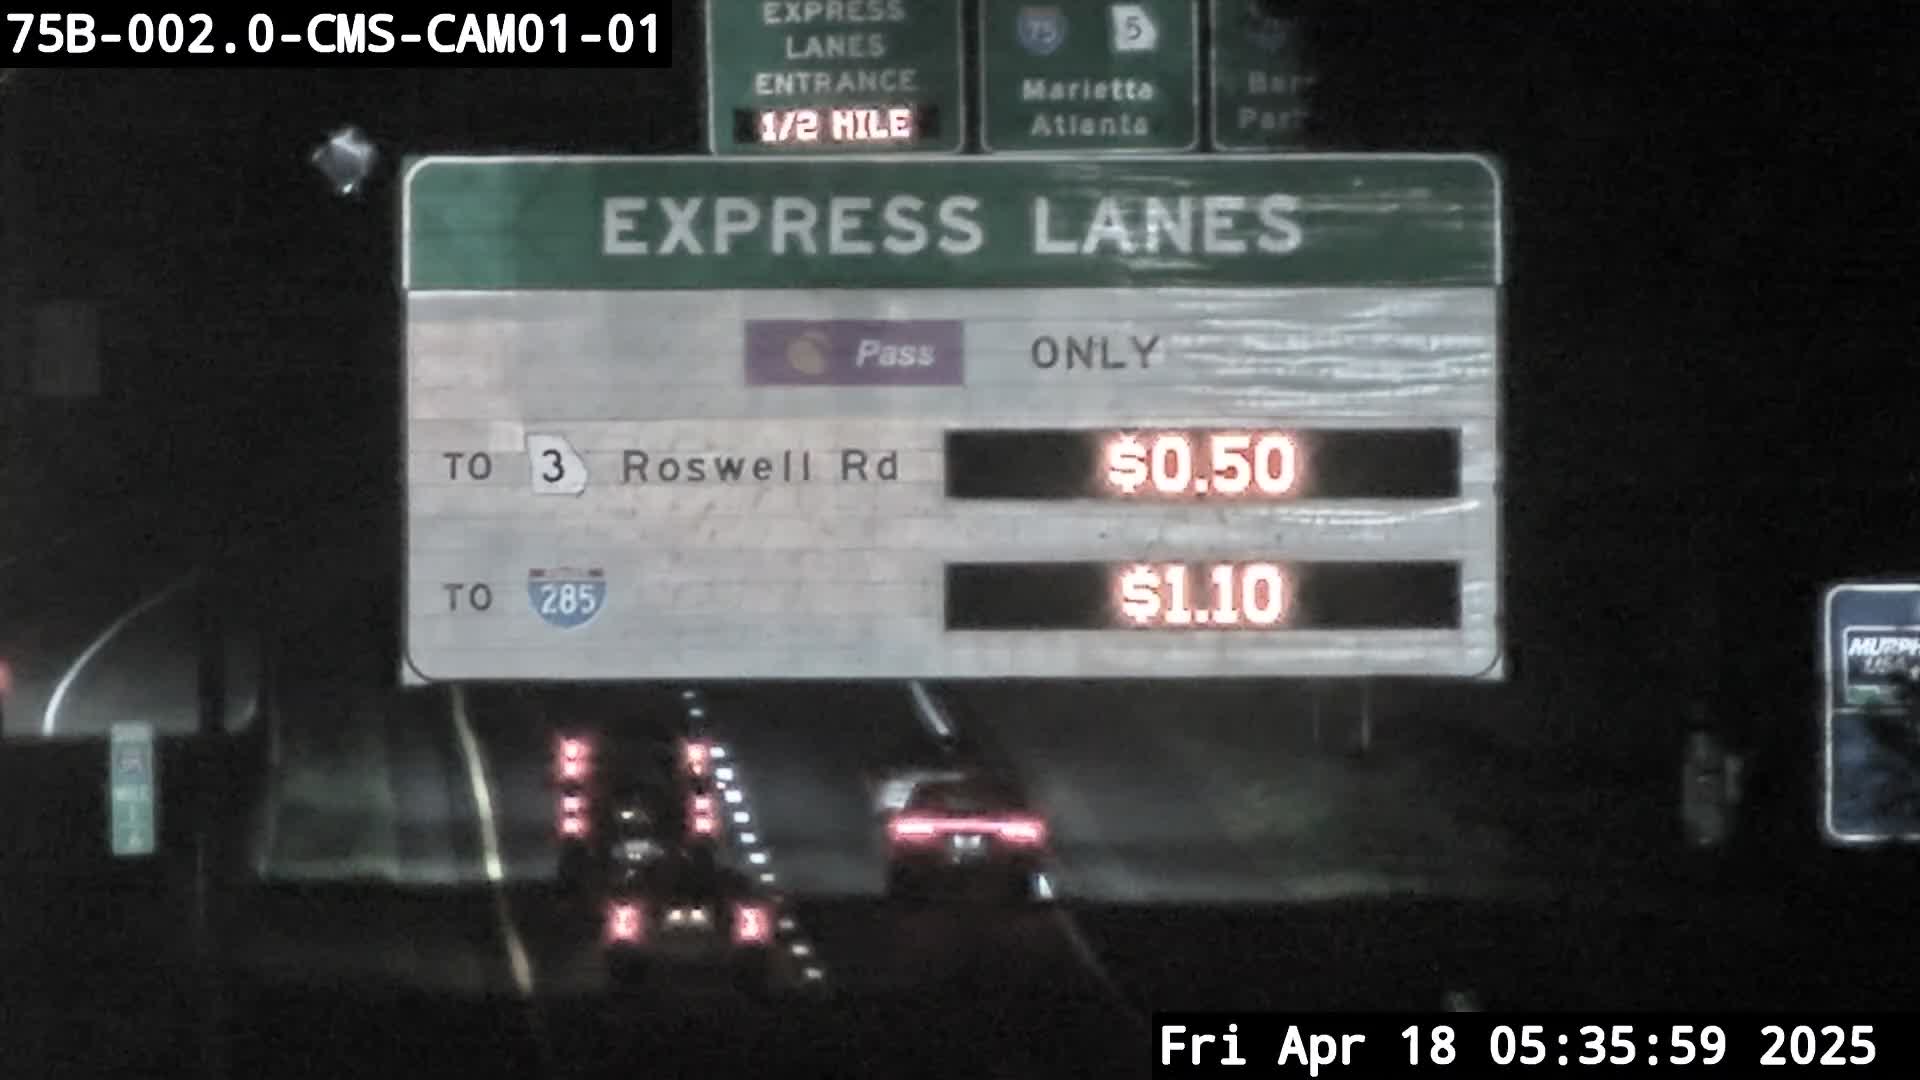 75B-002.0-CMS-CAM01-01
EXPRESS
LANES
ENTRANCE
1/2 MILE
75 5
Marietta
Atlanta
EXPRESS LANES
Pass ONLY
TO 3 Roswell Rd $0.50
TO 285 $1.10
Fri Apr 18 05:35:59 2025